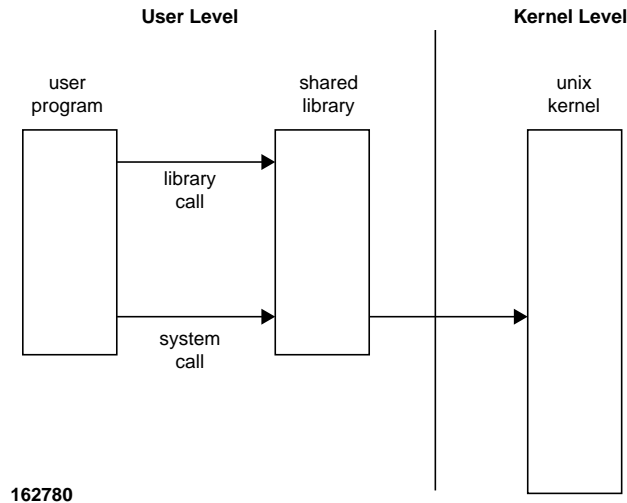 User Level
Kernel Level
user
program
shared
library
unix
kernel
library
call
system
call
162780